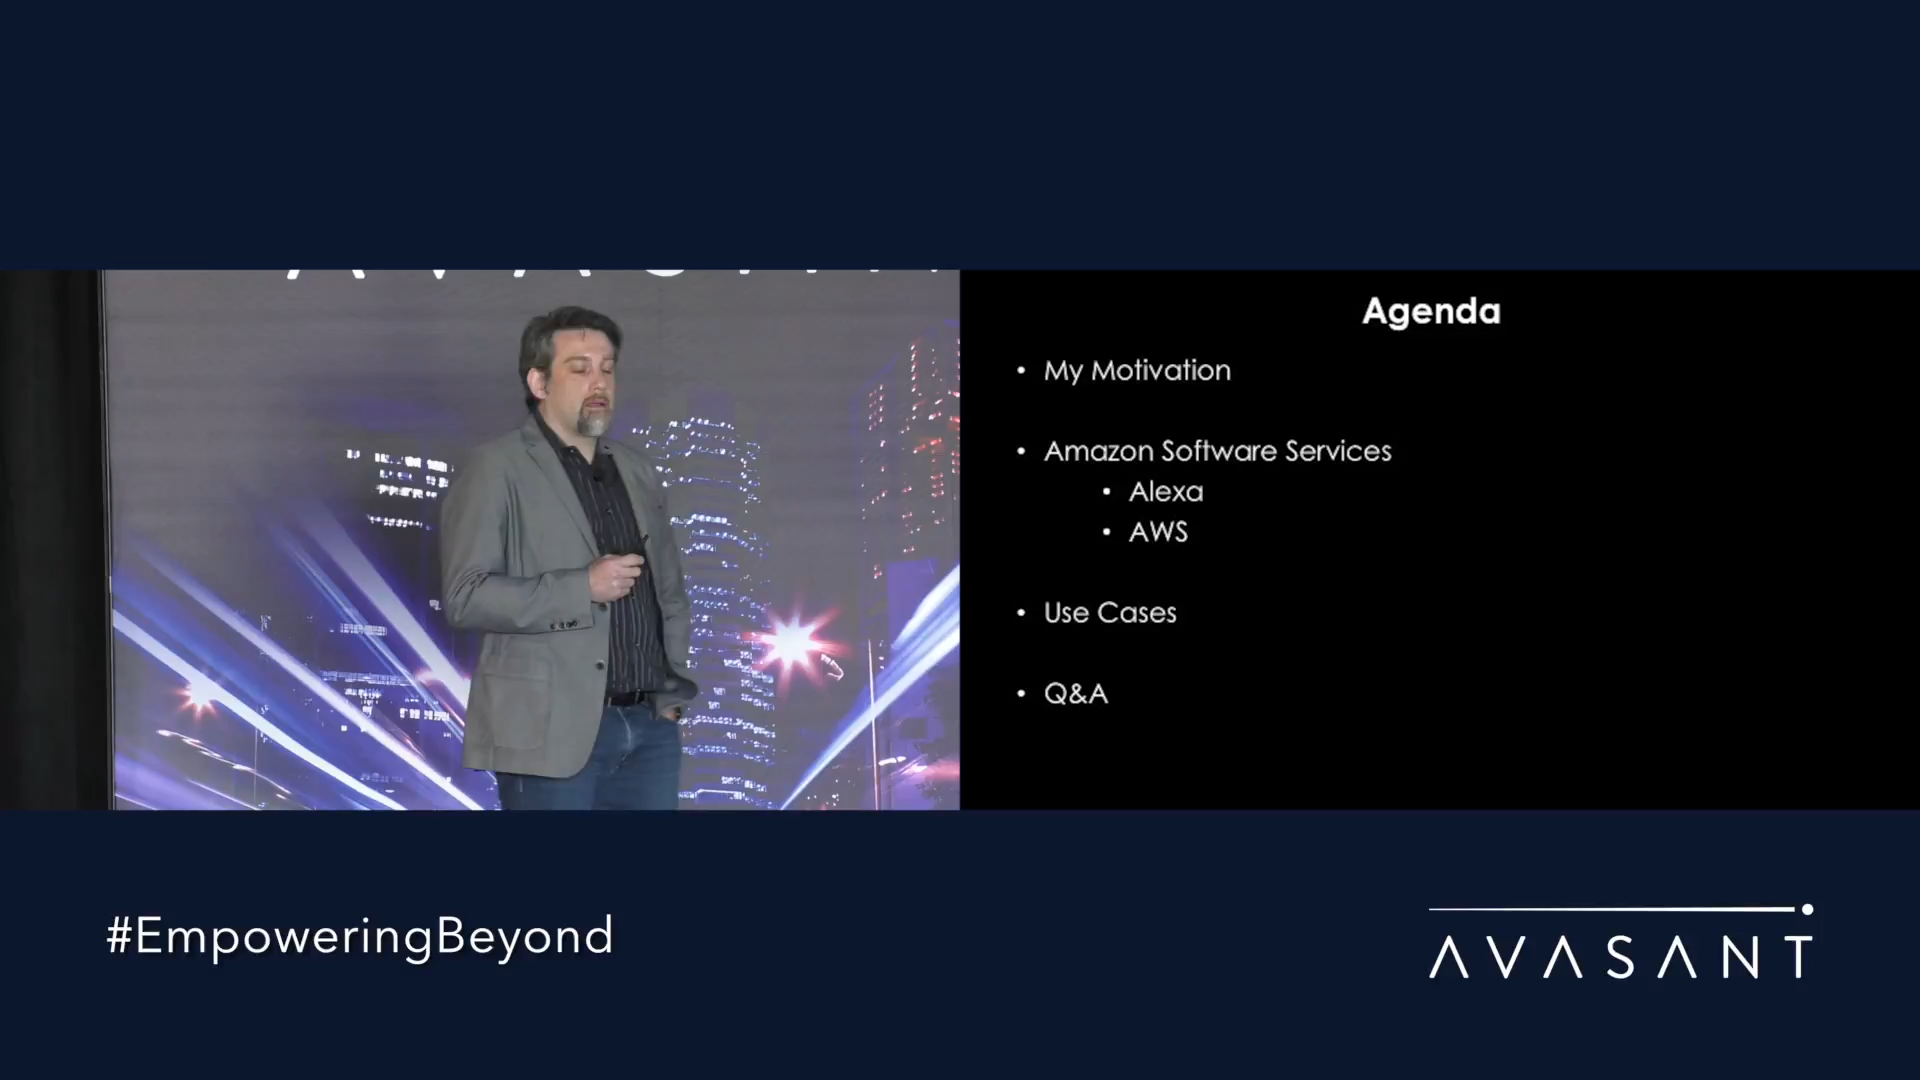 Agenda
• My Motivation
• Amazon Software Services
• Alexa
• AWS
• Use Cases
• Q&A
#EmpoweringBeyond
AVASANT